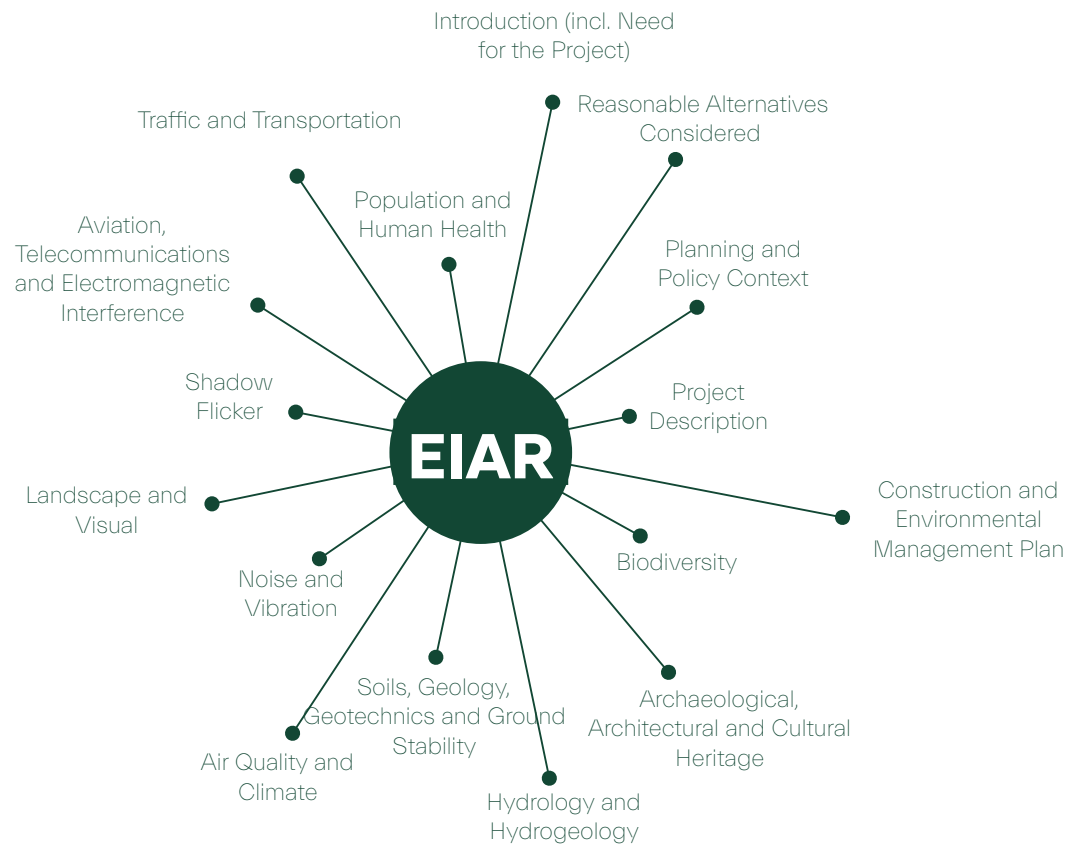 Introduction (incl. Need
for the Project)
Reasonable Alternatives
Considered
Traffic and Transportation
Population and
Human Health
Aviation,
Telecommunications
and Electromagnetic
Interference
Planning and
Policy Context
Shadow
Flicker
Project
Description
EIAR
Landscape and
Visual
Construction and
Environmental
Management Plan
Biodiversity
Noise and
Vibration
Soils, Geology,
Geotechnics and Ground
Stability
Archaeological,
Architectural and Cultural
Heritage
Air Quality and
Climate
Hydrology and
Hydrogeology